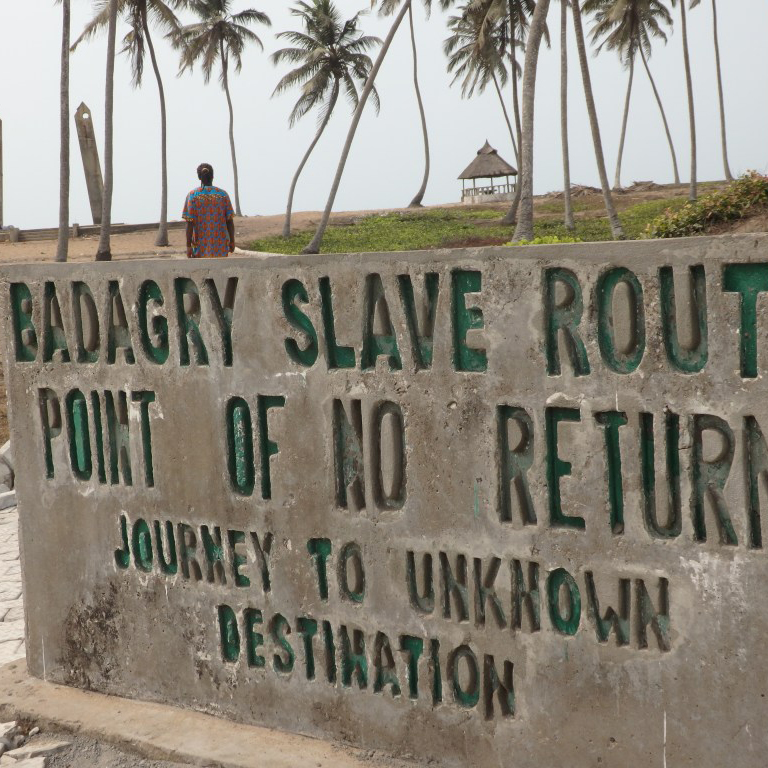 BADAGRY SLAVE ROUT
POINT OF NO RETURN
JOURNEY TO UNKNOWN
DESTINATION